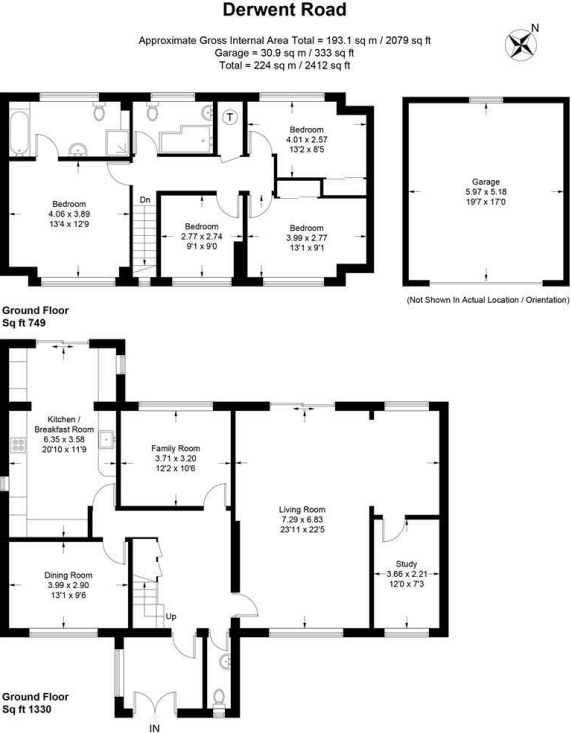 Derwent Road
Approximate Gross Internal Area Total = 193.1 sq m / 2079 sq ft
Garage = 30.9 sq m / 333 sq ft
Total = 224 sq m / 2412 sq ft
N
T
Bedroom
4.01 x 2.57
13'2 x 8'5
Bedroom
4.06 x 3.89
13'4 x 12'9
Dn
Bedroom
2.77 x 2.74
9'1 x 9'0
Bedroom
3.99 x 2.77
13'1 x 9'1
Garage
5.97 x 5.18
19'7 x 17'0
(Not Shown In Actual Location / Orientation)
Ground Floor
Sq ft 749
Kitchen /
Breakfast Room
6.35 x 3.58
20'10 x 11'9
Family Room
3.71 x 3.20
12'2 x 10'6
Living Room
7.29 x 6.83
23'11 x 22'5
Dining Room
3.99 x 2.90
13'1 x 9'6
Study
3.66 x 2.21
12'0 x 7'3
Up
Ground Floor
Sq ft 1330
IN